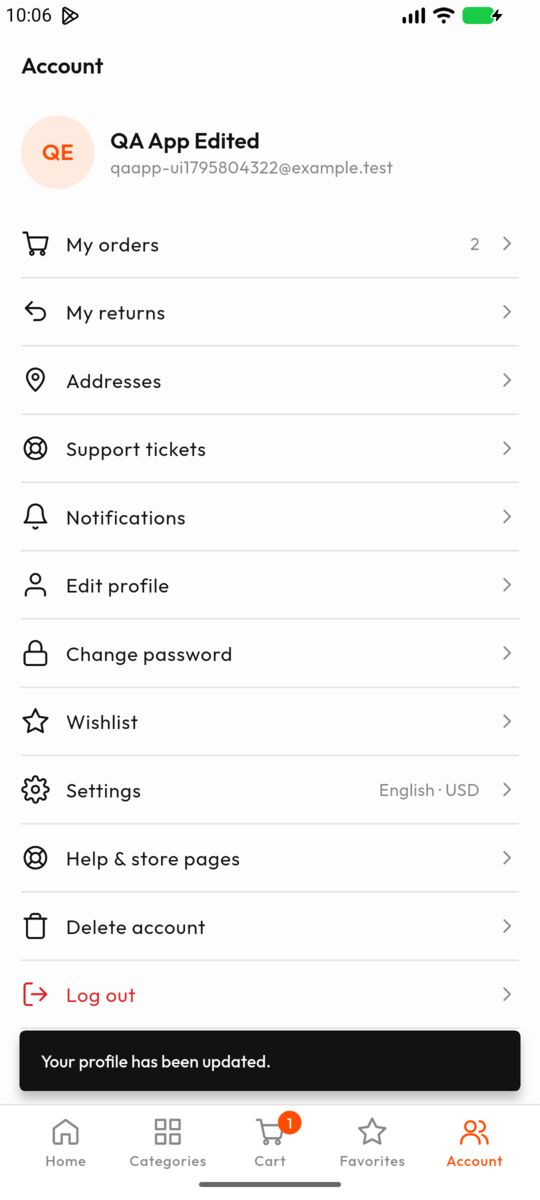 10:06
Account
QE
QA App Edited
qaapp-ui1795804322@example.test
My orders 2
My returns
Addresses
Support tickets
Notifications
Edit profile
Change password
Wishlist
Settings English · USD
Help & store pages
Delete account
Log out
Your profile has been updated.
1
Home Categories Cart Favorites Account